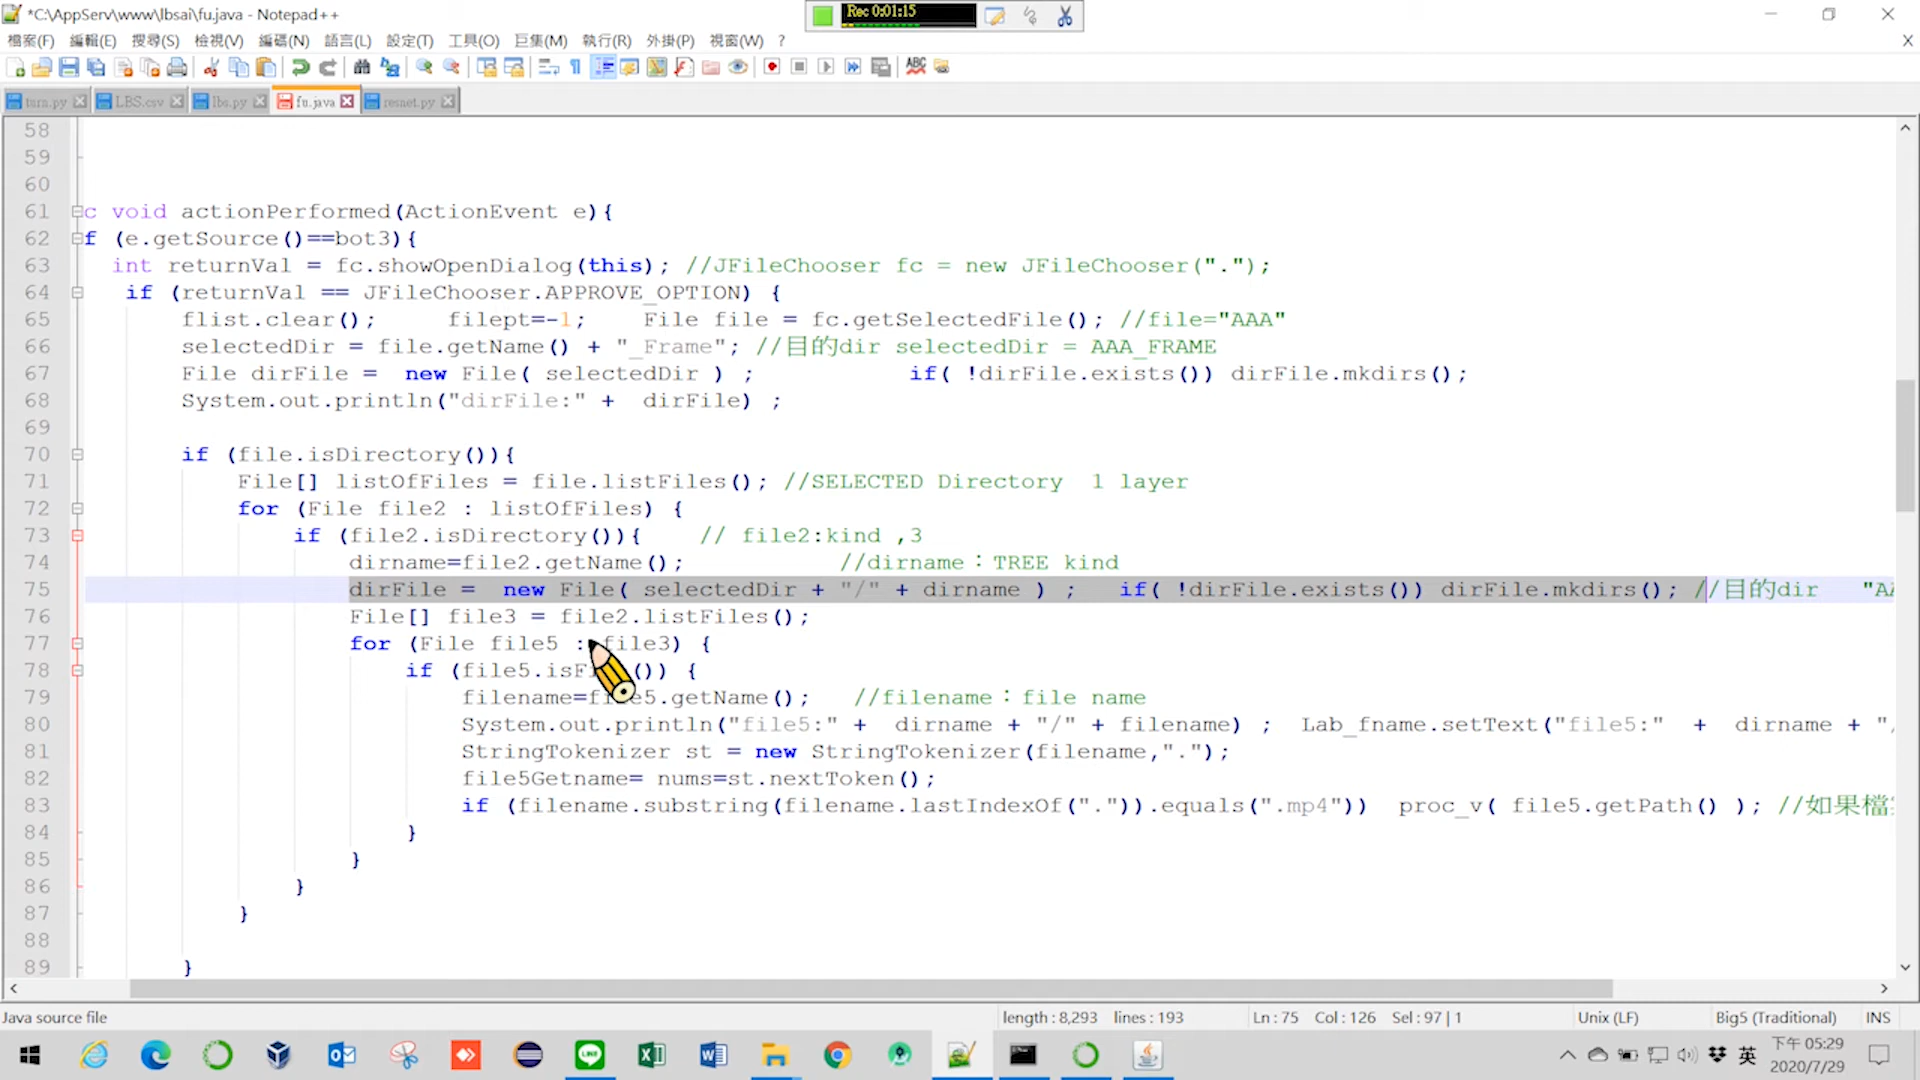 *C:\AppServ\www\lbsai\fu.java - Notepad++
Rec 0:01:15
檔案(F) 編輯(E) 搜尋(S) 檢視(V) 編碼(N) 語言(L) 設定(T) 工具(O) 巨集(M) 執行(R) 外掛(P) 視窗(W) ? X
turn.py LBS.csv lbs.py fu.java resnet.py
58
59
60
61 c void actionPerformed(ActionEvent e){
62 f (e.getSource()==bot3){
63 int returnVal = fc.showOpenDialog(this); //JFileChooser fc = new JFileChooser(".");
64 if (returnVal == JFileChooser.APPROVE_OPTION) {
65 flist.clear(); filept=-1; File file = fc.getSelectedFile(); //file="AAA"
66 selectedDir = file.getName() + "_Frame"; //目的dir selectedDir = AAA_FRAME
67 File dirFile = new File( selectedDir ) ; if( !dirFile.exists()) dirFile.mkdirs();
68 System.out.println("dirFile:" + dirFile) ;
69
70 if (file.isDirectory()){
71 File[] listOfFiles = file.listFiles(); //SELECTED Directory 1 layer
72 for (File file2 : listOfFiles) {
73 if (file2.isDirectory()){ // file2:kind ,3
74 dirname=file2.getName(); //dirname：TREE kind
75 dirFile = new File( selectedDir + "/" + dirname ) ; if( !dirFile.exists()) dirFile.mkdirs(); //目的dir "AA
76 File[] file3 = file2.listFiles();
77 for (File file5 : file3) {
78 if (file5.isF ()) {
79 filename=file5.getName(); //filename：file name
80 System.out.println("file5:" + dirname + "/" + filename) ; Lab_fname.setText("file5:" + dirname + "/
81 StringTokenizer st = new StringTokenizer(filename,".");
82 file5Getname= nums=st.nextToken();
83 if (filename.substring(filename.lastIndexOf(".")).equals(".mp4")) proc_v( file5.getPath() ); //如果檔
84 }
85 }
86 }
87 }
88
89 }
Java source file length : 8,293 lines : 193 Ln : 75 Col : 126 Sel : 97 | 1 Unix (LF) Big5 (Traditional) INS
英 下午 05:29
2020/7/29